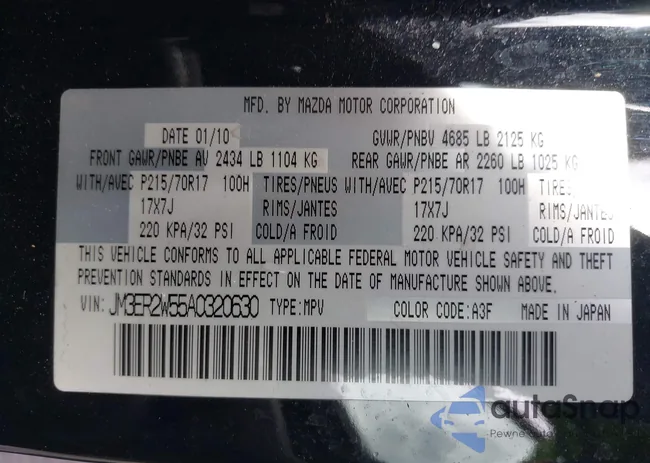 MFD. BY MAZDA MOTOR CORPORATION
DATE 01/10 GVWR/PNBV 4685 LB 2125 KG
FRONT GAWR/PNBE AV 2434 LB 1104 KG REAR GAWR/PNBE AR 2260 LB 1025 KG
WITH/AVEC P215/70R17 100H TIRES/PNEUS WITH/AVEC P215/70R17 100H TIRES
17X7J RIMS/JANTES 17X7J RIMS/JANTES
220 KPA/32 PSI COLD/A FROID 220 KPA/32 PSI COLD/A FROID
THIS VEHICLE CONFORMS TO ALL APPLICABLE FEDERAL MOTOR VEHICLE SAFETY AND THEFT
PREVENTION STANDARDS IN EFFECT ON THE DATE OF MANUFACTURE SHOWN ABOVE.
VIN: JM3ER2W55A0320630 TYPE:MPV COLOR CODE:A3F MADE IN JAPAN
autoSnap
Pewne auta